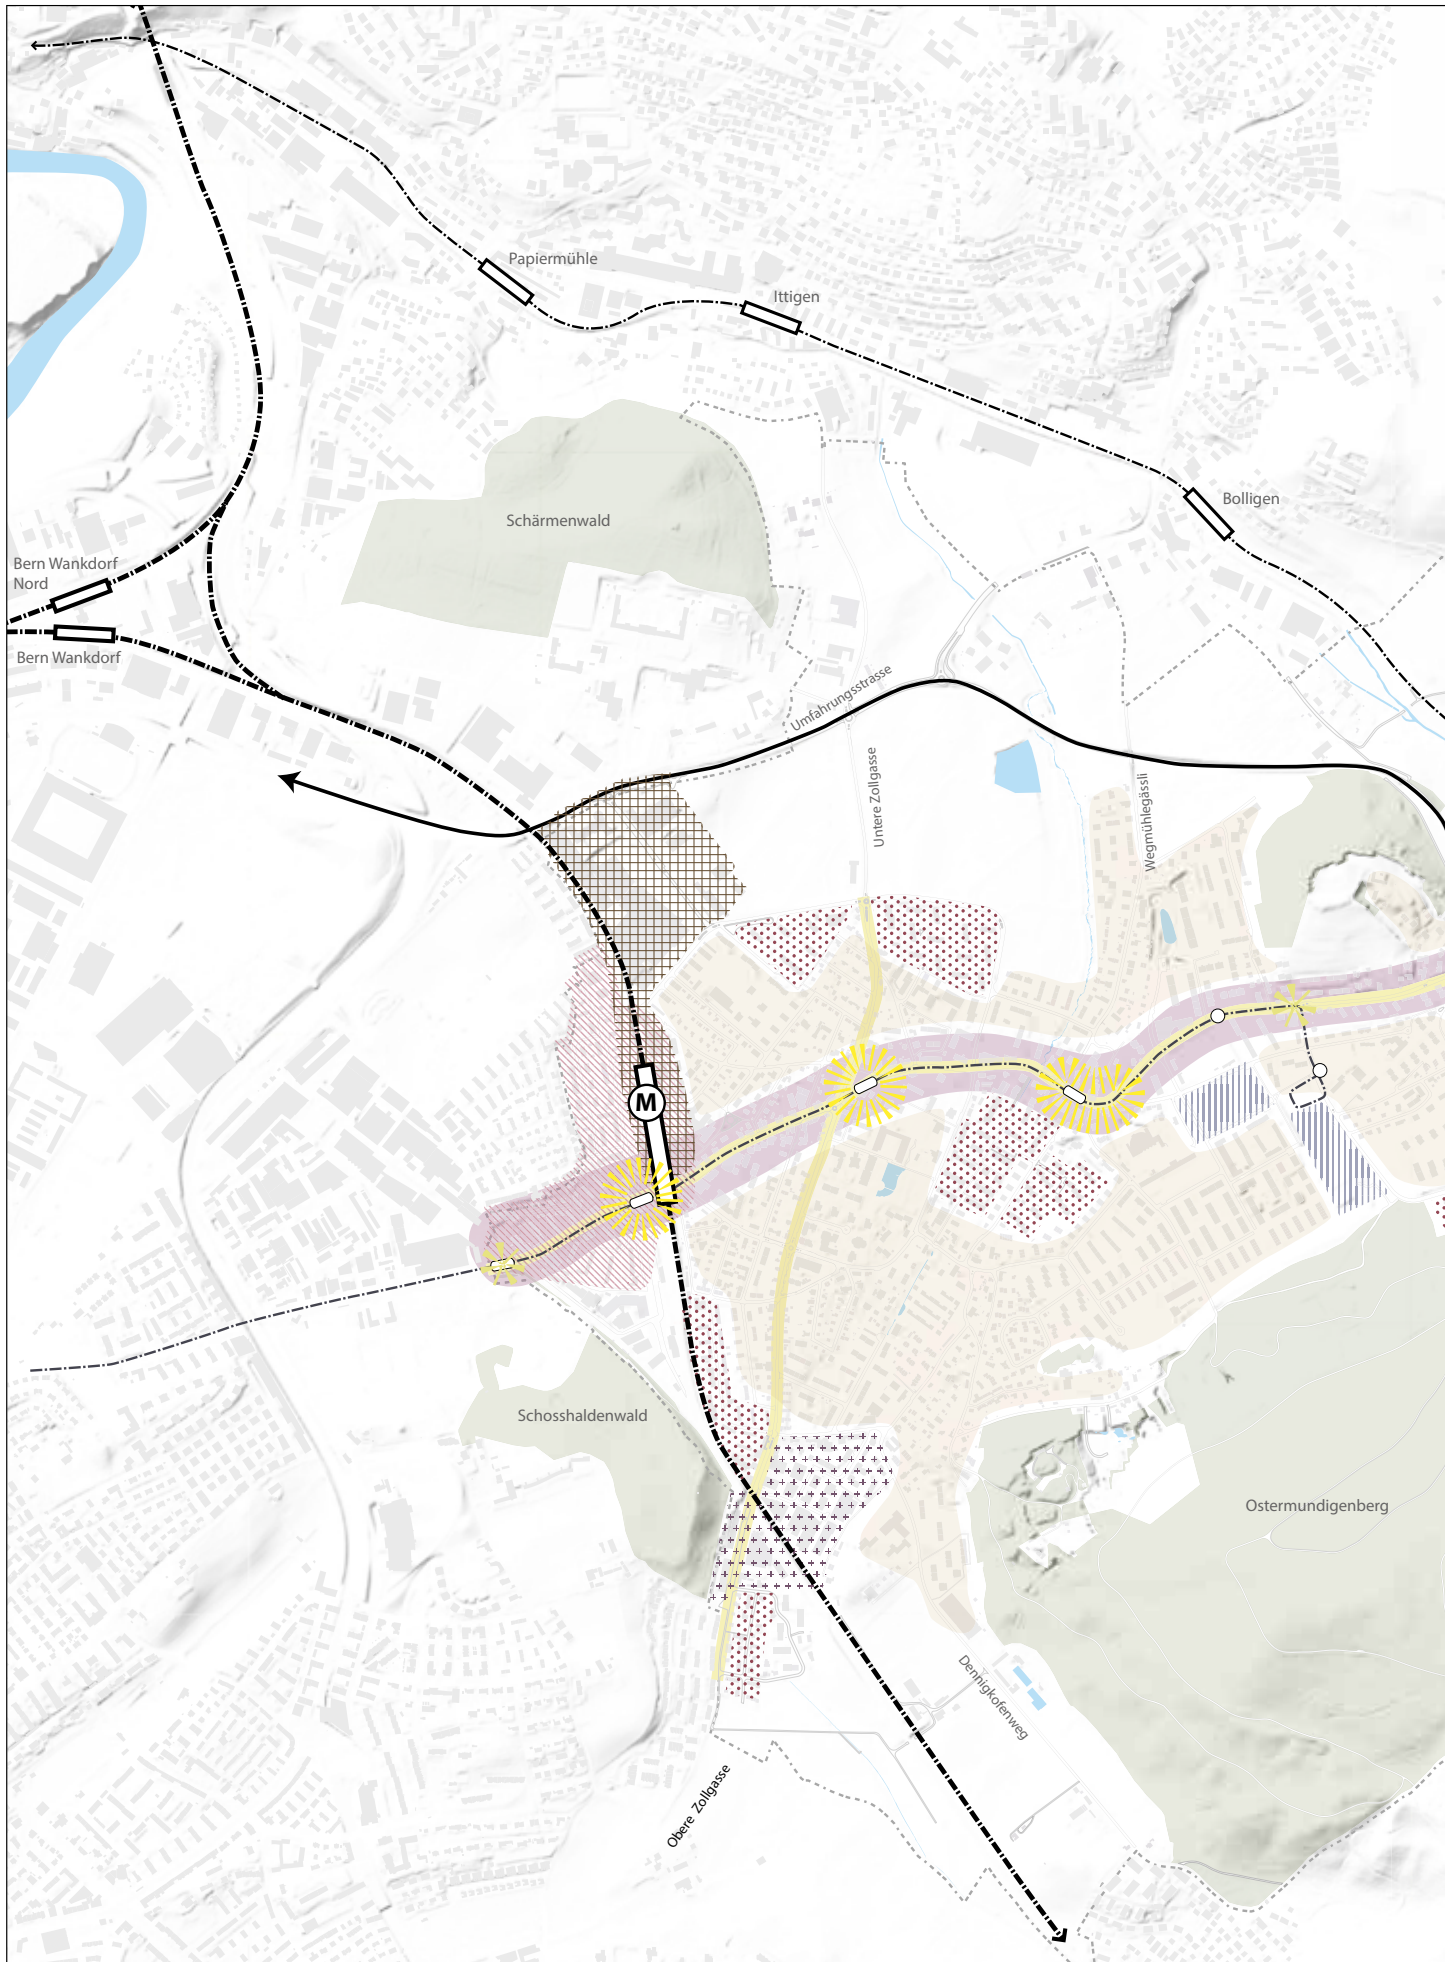 Papiermühle
Ittigen
Bolligen
Schärmenwald
Bern Wankdorf
Nord
Bern Wankdorf
Umfahrungsstrasse
Untere Zollgasse
Wegmühlegässli
M
Schosshaldenwald
Ostermundigenberg
Dennigkofenweg
Obere Zollgasse